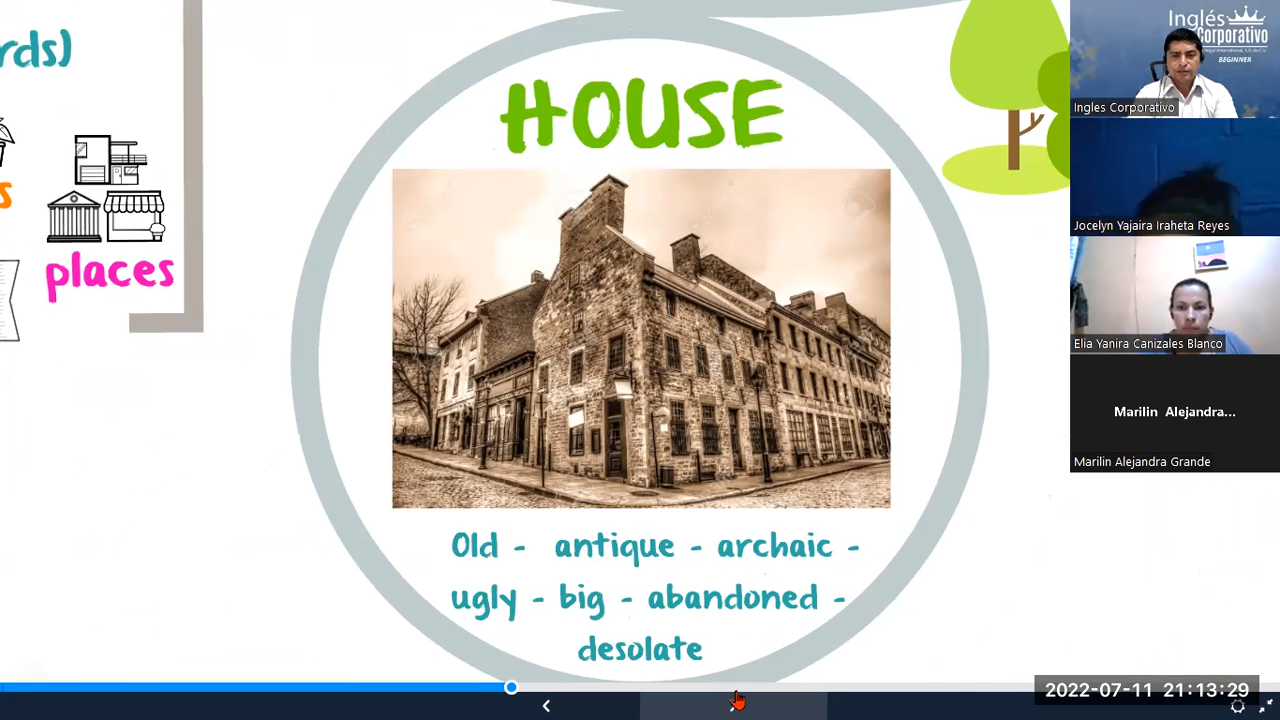 rds)
s
places
HOUSE
Old - antique - archaic -
ugly - big - abandoned -
desolate
Inglés
Corporativo
BEGINNER
Ingles Corporativo
Jocelyn Yajaira Iraheta Reyes
Elia Yanira Canizales Blanco
Marilin Alejandra...
Marilin Alejandra Grande
2022-07-11 21:13:29